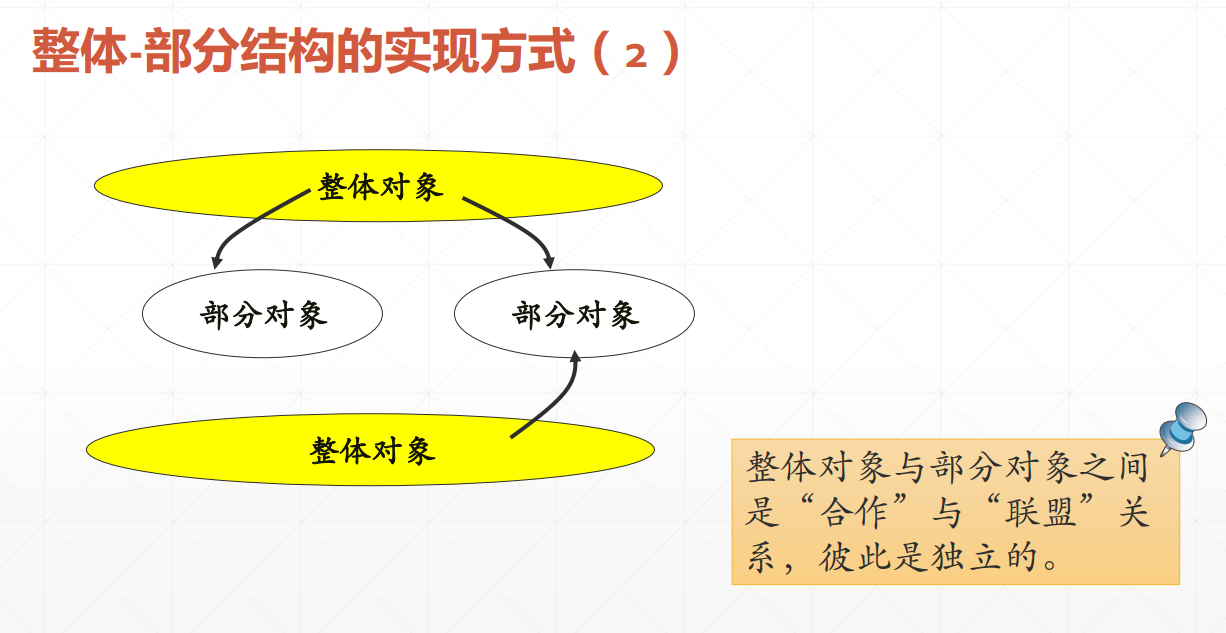 整体-部分结构的实现方式（2）
整体对象
部分对象
部分对象
整体对象
整体对象与部分对象之间
是“合作”与“联盟”关
系，彼此是独立的。